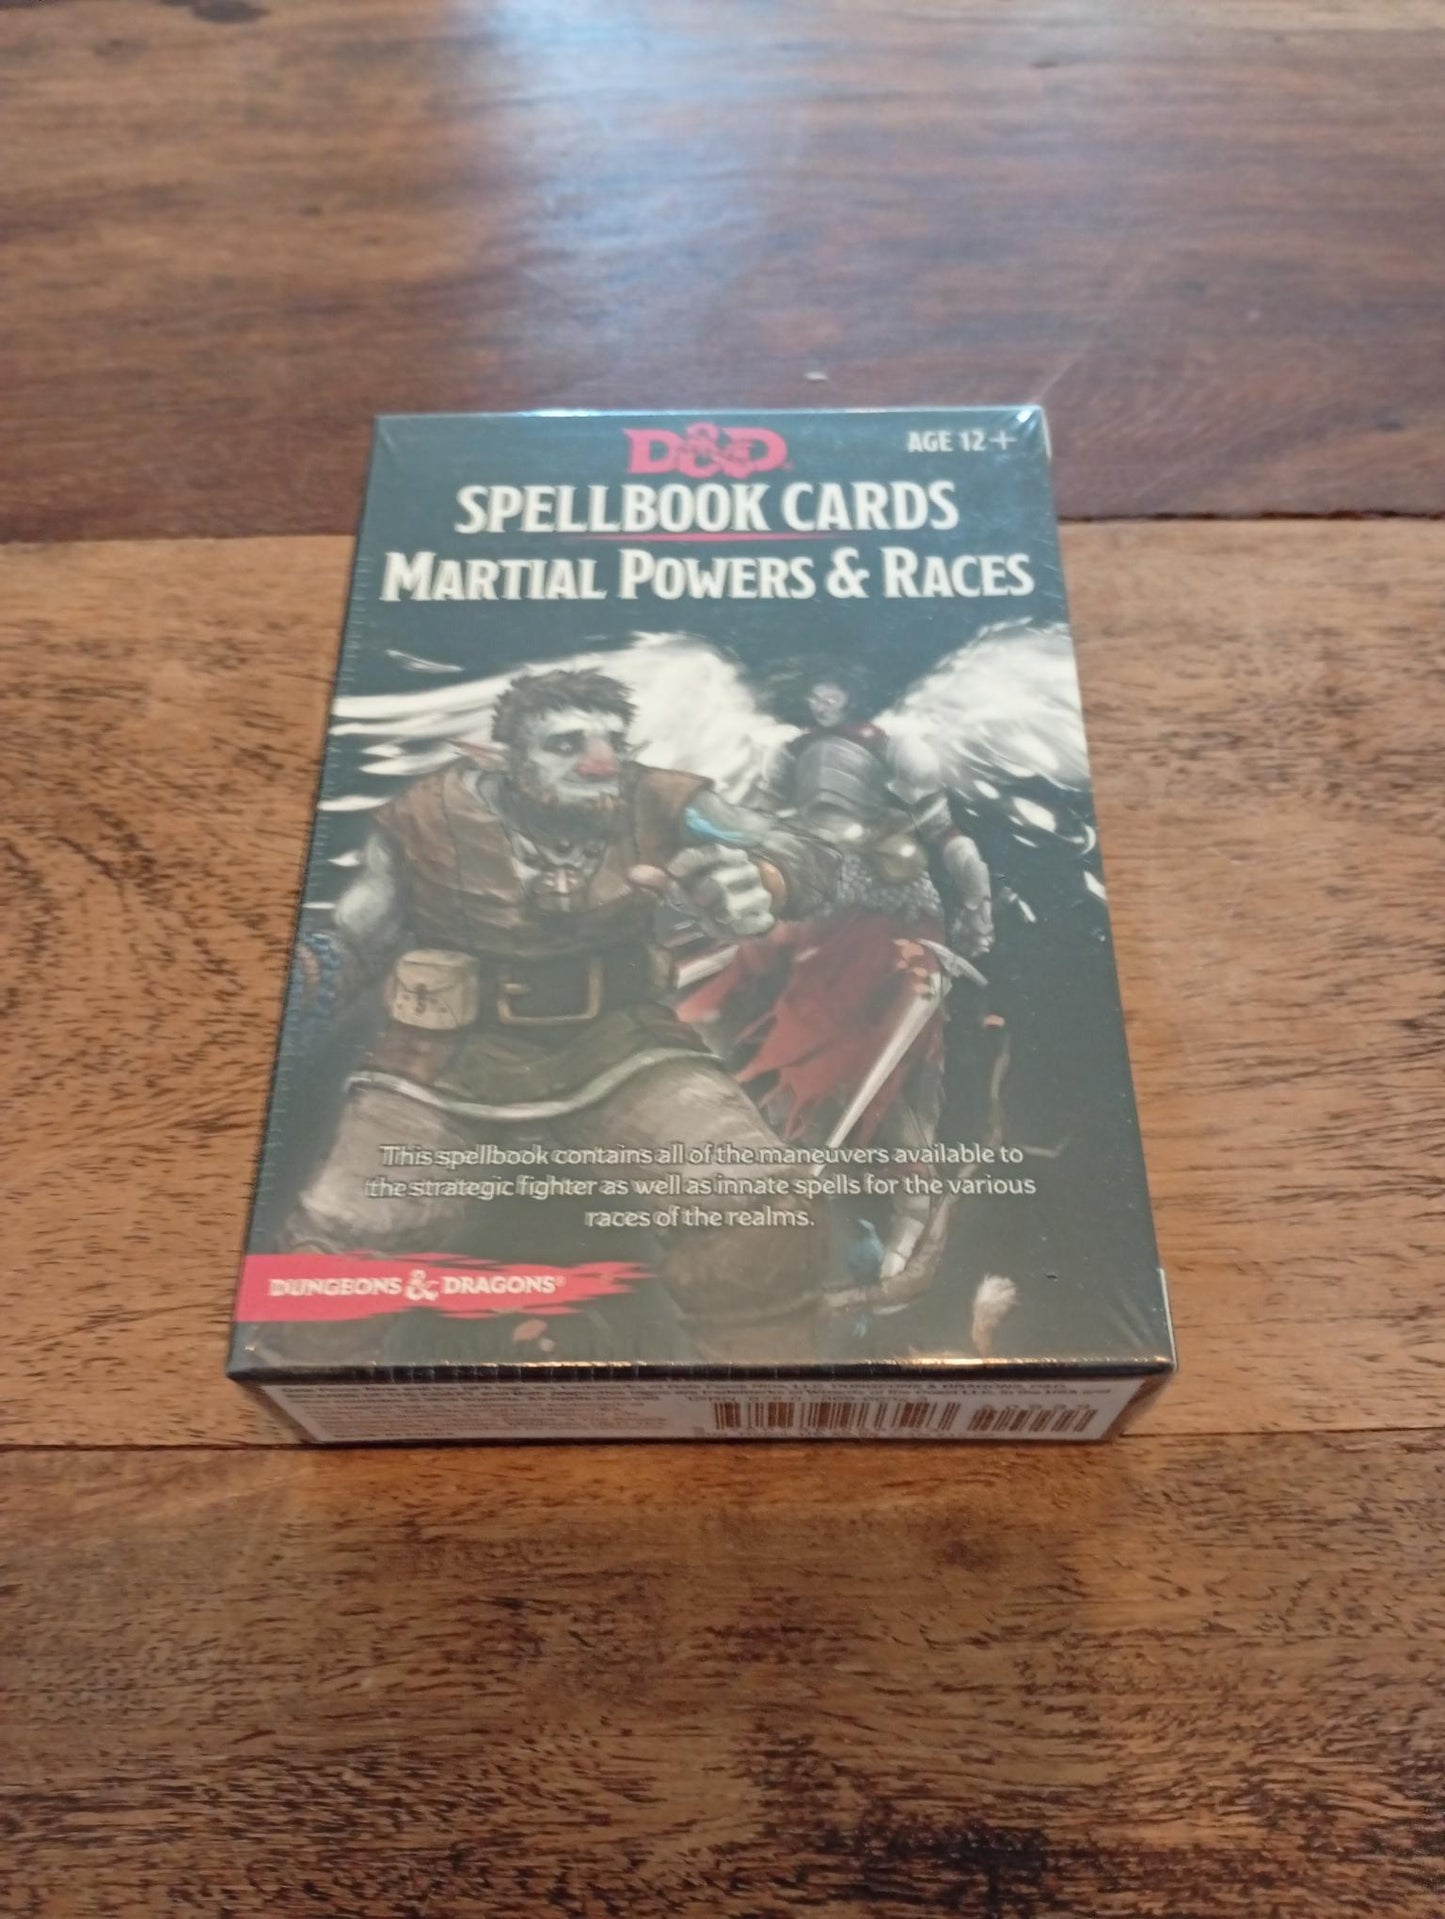 D&D
AGE 12+
SPELLBOOK CARDS
MARTIAL POWERS & RACES
This spellbook contains all of the maneuvers available to
the strategic fighter as well as innate spells for the various
races of the realms.
DUNGEONS & DRAGONS®